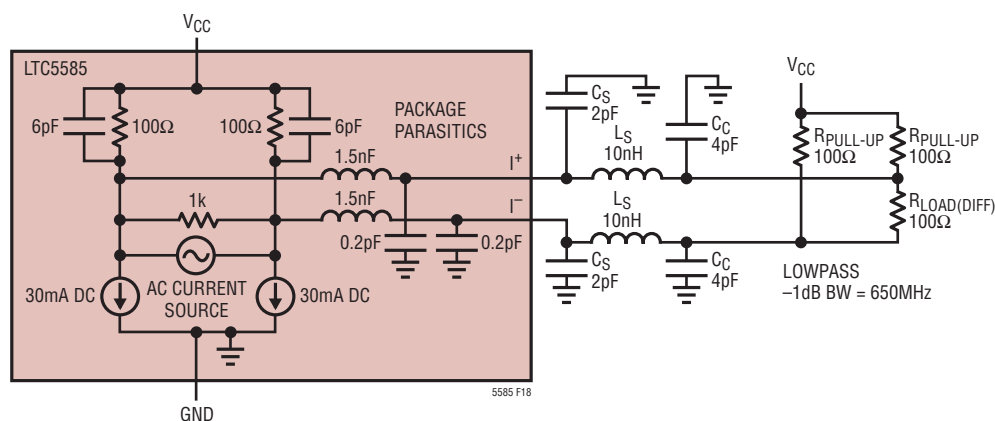 VCC
LTC5585
6pF
100Ω
100Ω
6pF
PACKAGE
PARASITICS
1.5nF
I+
1.5nF
I−
1k
0.2pF
0.2pF
30mA DC
AC CURRENT
SOURCE
30mA DC
GND
5585 F18
CS
2pF
LS
10nH
CC
4pF
LS
10nH
CS
2pF
CC
4pF
VCC
RPULL-UP
100Ω
RPULL-UP
100Ω
RLOAD(DIFF)
100Ω
LOWPASS
–1dB BW = 650MHz